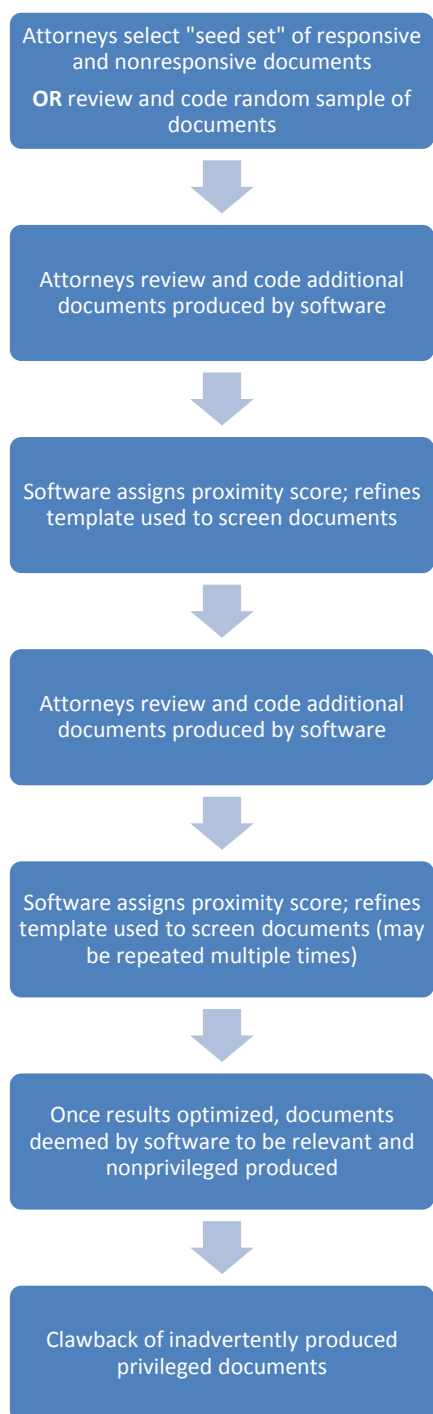 Attorneys select "seed set" of responsive
and nonresponsive documents
OR review and code random sample of
documents
Attorneys review and code additional
documents produced by software
Software assigns proximity score; refines
template used to screen documents
Attorneys review and code additional
documents produced by software
Software assigns proximity score; refines
template used to screen documents (may
be repeated multiple times)
Once results optimized, documents
deemed by software to be relevant and
nonprivileged produced
Clawback of inadvertently produced
privileged documents